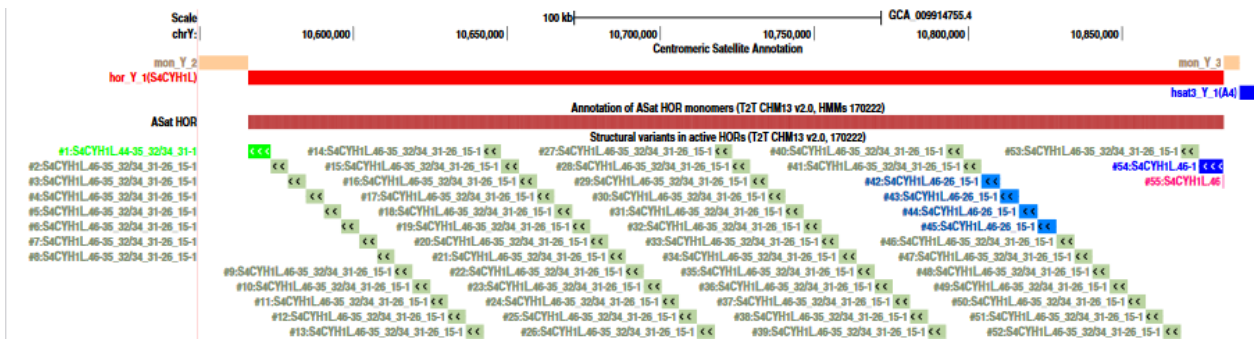 Scale 100 kb GCA_009914755.4
chrY: 10,600,000 10,650,000 10,700,000 10,750,000 10,800,000 10,850,000
Centromeric Satellite Annotation
mon_Y_2 mon_Y_3
hor_Y_1(S4CYH1L)
hsat3_Y_1(A4)
Annotation of ASat HOR monomers (T2T CHM13 v2.0, HMMs 170222)
ASat HOR
Structural variants in active HORs (T2T CHM13 v2.0, 170222)
#1:S4CYH1L.44-35_32/34_31-1 #14:S4CYH1L.46-35_32/34_31-26_15-1 #27:S4CYH1L.46-35_32/34_31-26_15-1 #40:S4CYH1L.46-35_32/34_31-26_15-1 #53:S4CYH1L.46-35_32/34_31-26_15-1
#2:S4CYH1L.46-35_32/34_31-26_15-1 #15:S4CYH1L.46-35_32/34_31-26_15-1 #28:S4CYH1L.46-35_32/34_31-26_15-1 #41:S4CYH1L.46-35_32/34_31-26_15-1 #54:S4CYH1L.46-1
#3:S4CYH1L.46-35_32/34_31-26_15-1 #16:S4CYH1L.46-35_32/34_31-26_15-1 #29:S4CYH1L.46-35_32/34_31-26_15-1 #42:S4CYH1L.46-26_15-1 #55:S4CYH1L.46
#4:S4CYH1L.46-35_32/34_31-26_15-1 #17:S4CYH1L.46-35_32/34_31-26_15-1 #30:S4CYH1L.46-35_32/34_31-26_15-1 #43:S4CYH1L.46-26_15-1
#5:S4CYH1L.46-35_32/34_31-26_15-1 #18:S4CYH1L.46-35_32/34_31-26_15-1 #31:S4CYH1L.46-35_32/34_31-26_15-1 #44:S4CYH1L.46-26_15-1
#6:S4CYH1L.46-35_32/34_31-26_15-1 #19:S4CYH1L.46-35_32/34_31-26_15-1 #32:S4CYH1L.46-35_32/34_31-26_15-1 #45:S4CYH1L.46-26_15-1
#7:S4CYH1L.46-35_32/34_31-26_15-1 #20:S4CYH1L.46-35_32/34_31-26_15-1 #33:S4CYH1L.46-35_32/34_31-26_15-1 #46:S4CYH1L.46-35_32/34_31-26_15-1
#8:S4CYH1L.46-35_32/34_31-26_15-1 #21:S4CYH1L.46-35_32/34_31-26_15-1 #34:S4CYH1L.46-35_32/34_31-26_15-1 #47:S4CYH1L.46-35_32/34_31-26_15-1
#9:S4CYH1L.46-35_32/34_31-26_15-1 #22:S4CYH1L.46-35_32/34_31-26_15-1 #35:S4CYH1L.46-35_32/34_31-26_15-1 #48:S4CYH1L.46-35_32/34_31-26_15-1
#10:S4CYH1L.46-35_32/34_31-26_15-1 #23:S4CYH1L.46-35_32/34_31-26_15-1 #36:S4CYH1L.46-35_32/34_31-26_15-1 #49:S4CYH1L.46-35_32/34_31-26_15-1
#11:S4CYH1L.46-35_32/34_31-26_15-1 #24:S4CYH1L.46-35_32/34_31-26_15-1 #37:S4CYH1L.46-35_32/34_31-26_15-1 #50:S4CYH1L.46-35_32/34_31-26_15-1
#12:S4CYH1L.46-35_32/34_31-26_15-1 #25:S4CYH1L.46-35_32/34_31-26_15-1 #38:S4CYH1L.46-35_32/34_31-26_15-1 #51:S4CYH1L.46-35_32/34_31-26_15-1
#13:S4CYH1L.46-35_32/34_31-26_15-1 #26:S4CYH1L.46-35_32/34_31-26_15-1 #39:S4CYH1L.46-35_32/34_31-26_15-1 #52:S4CYH1L.46-35_32/34_31-26_15-1